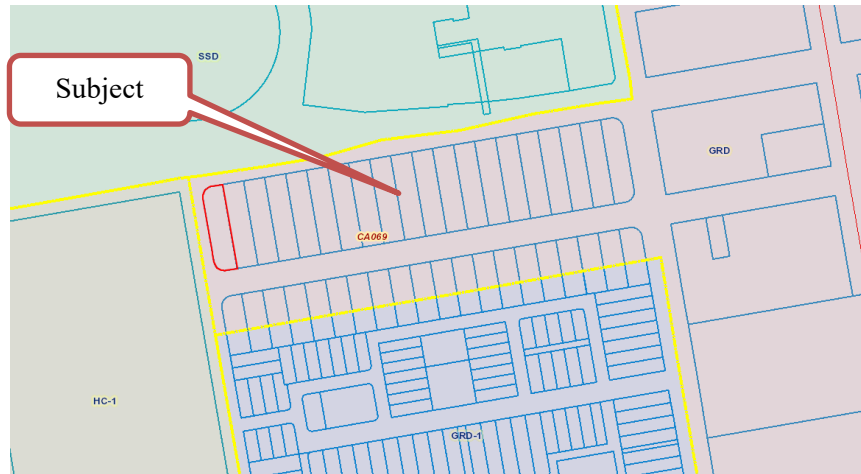 SSD
Subject
GRD
CA069
HC-1
GRD-1